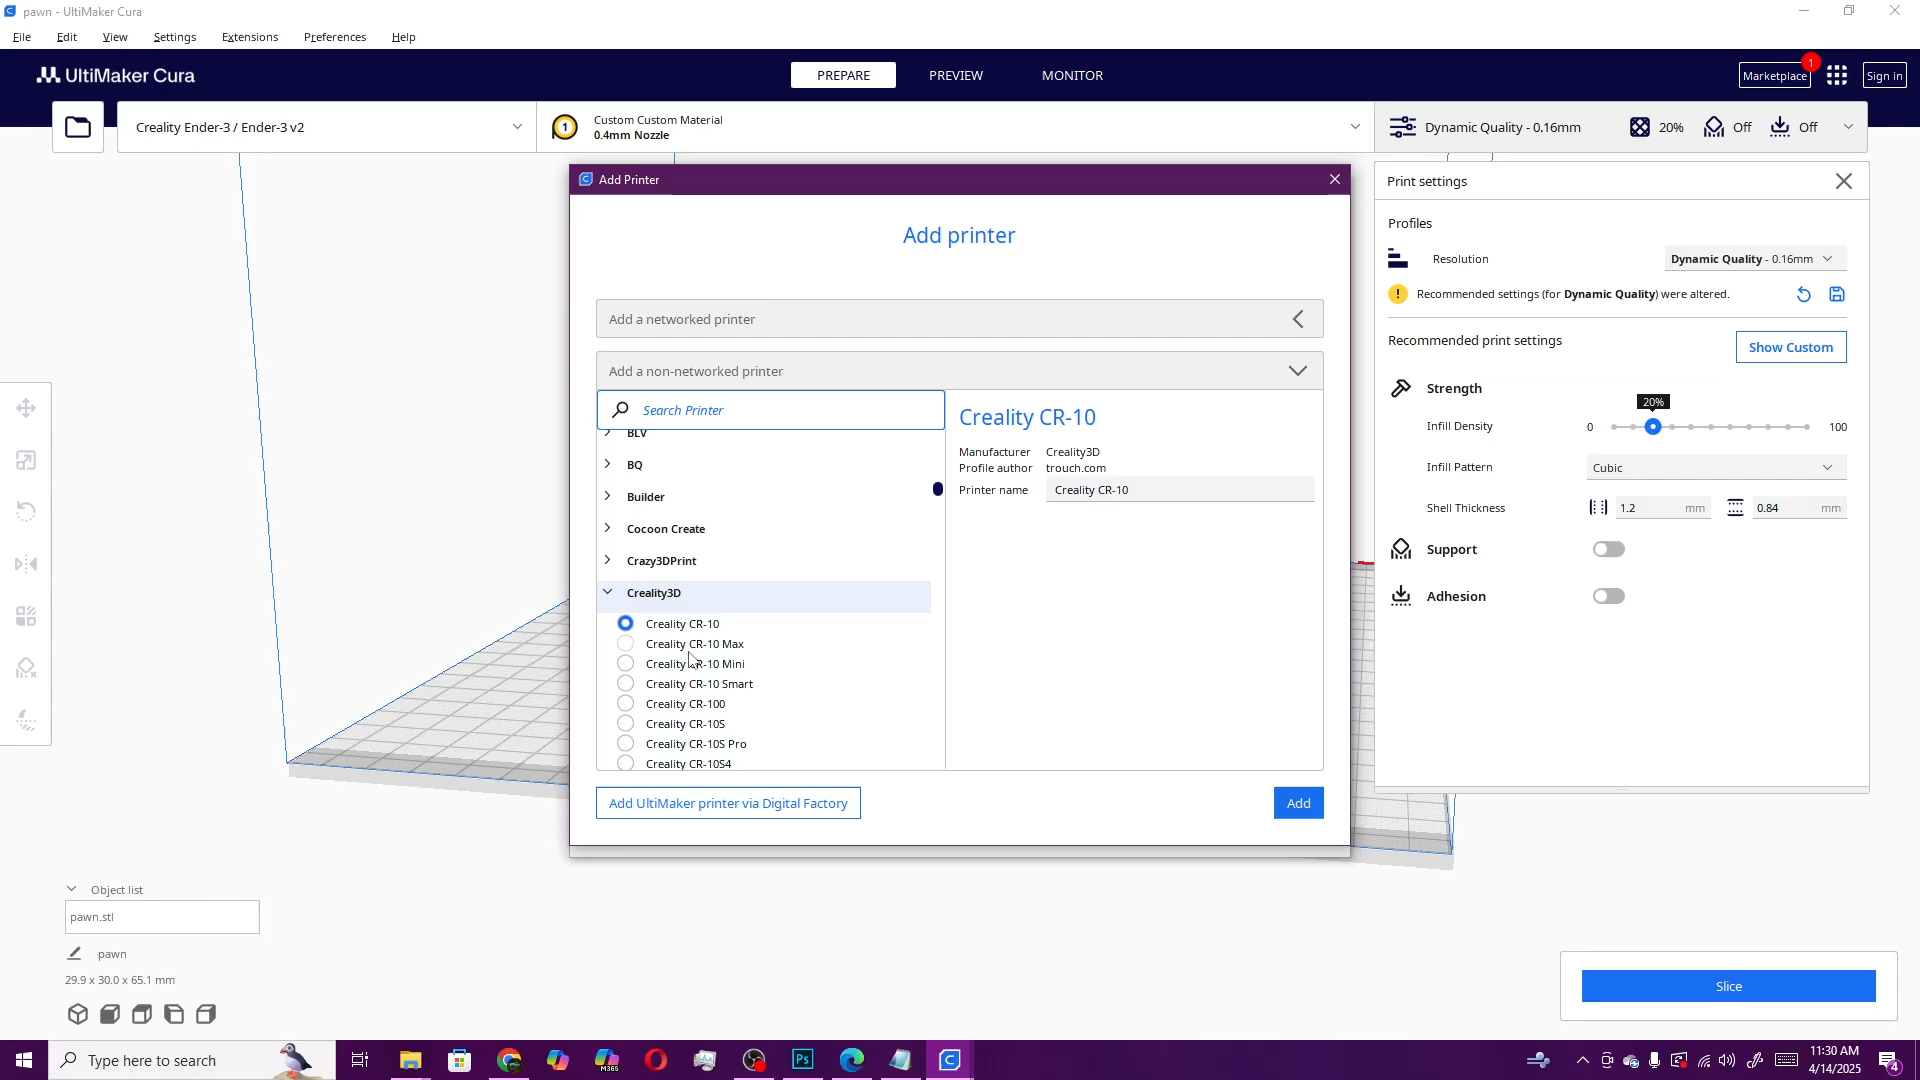 pawn - UltiMaker Cura
File Edit View Settings Extensions Preferences Help
UltiMaker Cura
PREPARE PREVIEW MONITOR
Marketplace 1 Sign in
Creality Ender-3 / Ender-3 v2
1 Custom Custom Material
0.4mm Nozzle
Dynamic Quality - 0.16mm 20% Off Off
Add Printer
Add printer
Add a networked printer
Add a non-networked printer
Search Printer
BLV
BQ
Builder
Cocoon Create
Crazy3DPrint
Creality3D
Creality CR-10
Creality CR-10 Max
Creality CR-10 Mini
Creality CR-10 Smart
Creality CR-100
Creality CR-10S
Creality CR-10S Pro
Creality CR-10S4
Creality CR-10
Manufacturer Creality3D
Profile author trouch.com
Printer name Creality CR-10
Add UltiMaker printer via Digital Factory
Add
Print settings
Profiles
Resolution Dynamic Quality - 0.16mm
! Recommended settings (for Dynamic Quality) were altered.
Recommended print settings
Show Custom
Strength
20%
Infill Density 0 100
Infill Pattern Cubic
Shell Thickness 1.2 mm 0.84 mm
Support
Adhesion
Object list
pawn.stl
pawn
29.9 x 30.0 x 65.1 mm
Slice
Type here to search
M365
Ps
11:30 AM
4/14/2025
4